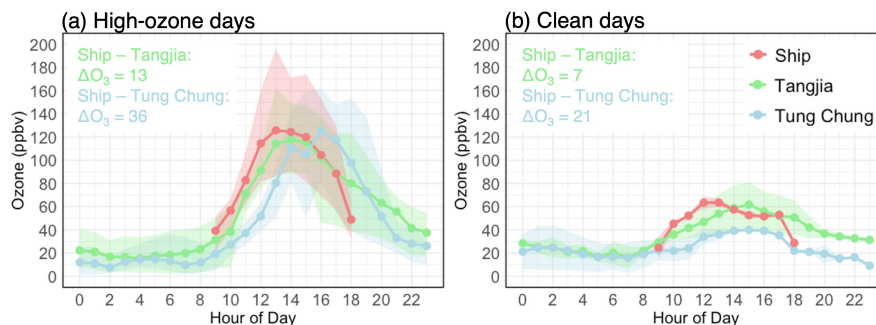 (a) High-ozone days
(b) Clean days
200
180
160
140
120
100
80
60
40
20
0
Ozone (ppbv)
Ship – Tangjia:
ΔO₃ = 13
Ship – Tung Chung:
ΔO₃ = 36
0 2 4 6 8 10 12 14 16 18 20 22
Hour of Day
200
180
160
140
120
100
80
60
40
20
0
Ozone (ppbv)
Ship – Tangjia:
ΔO₃ = 7
Ship – Tung Chung:
ΔO₃ = 21
Ship
Tangjia
Tung Chung
0 2 4 6 8 10 12 14 16 18 20 22
Hour of Day